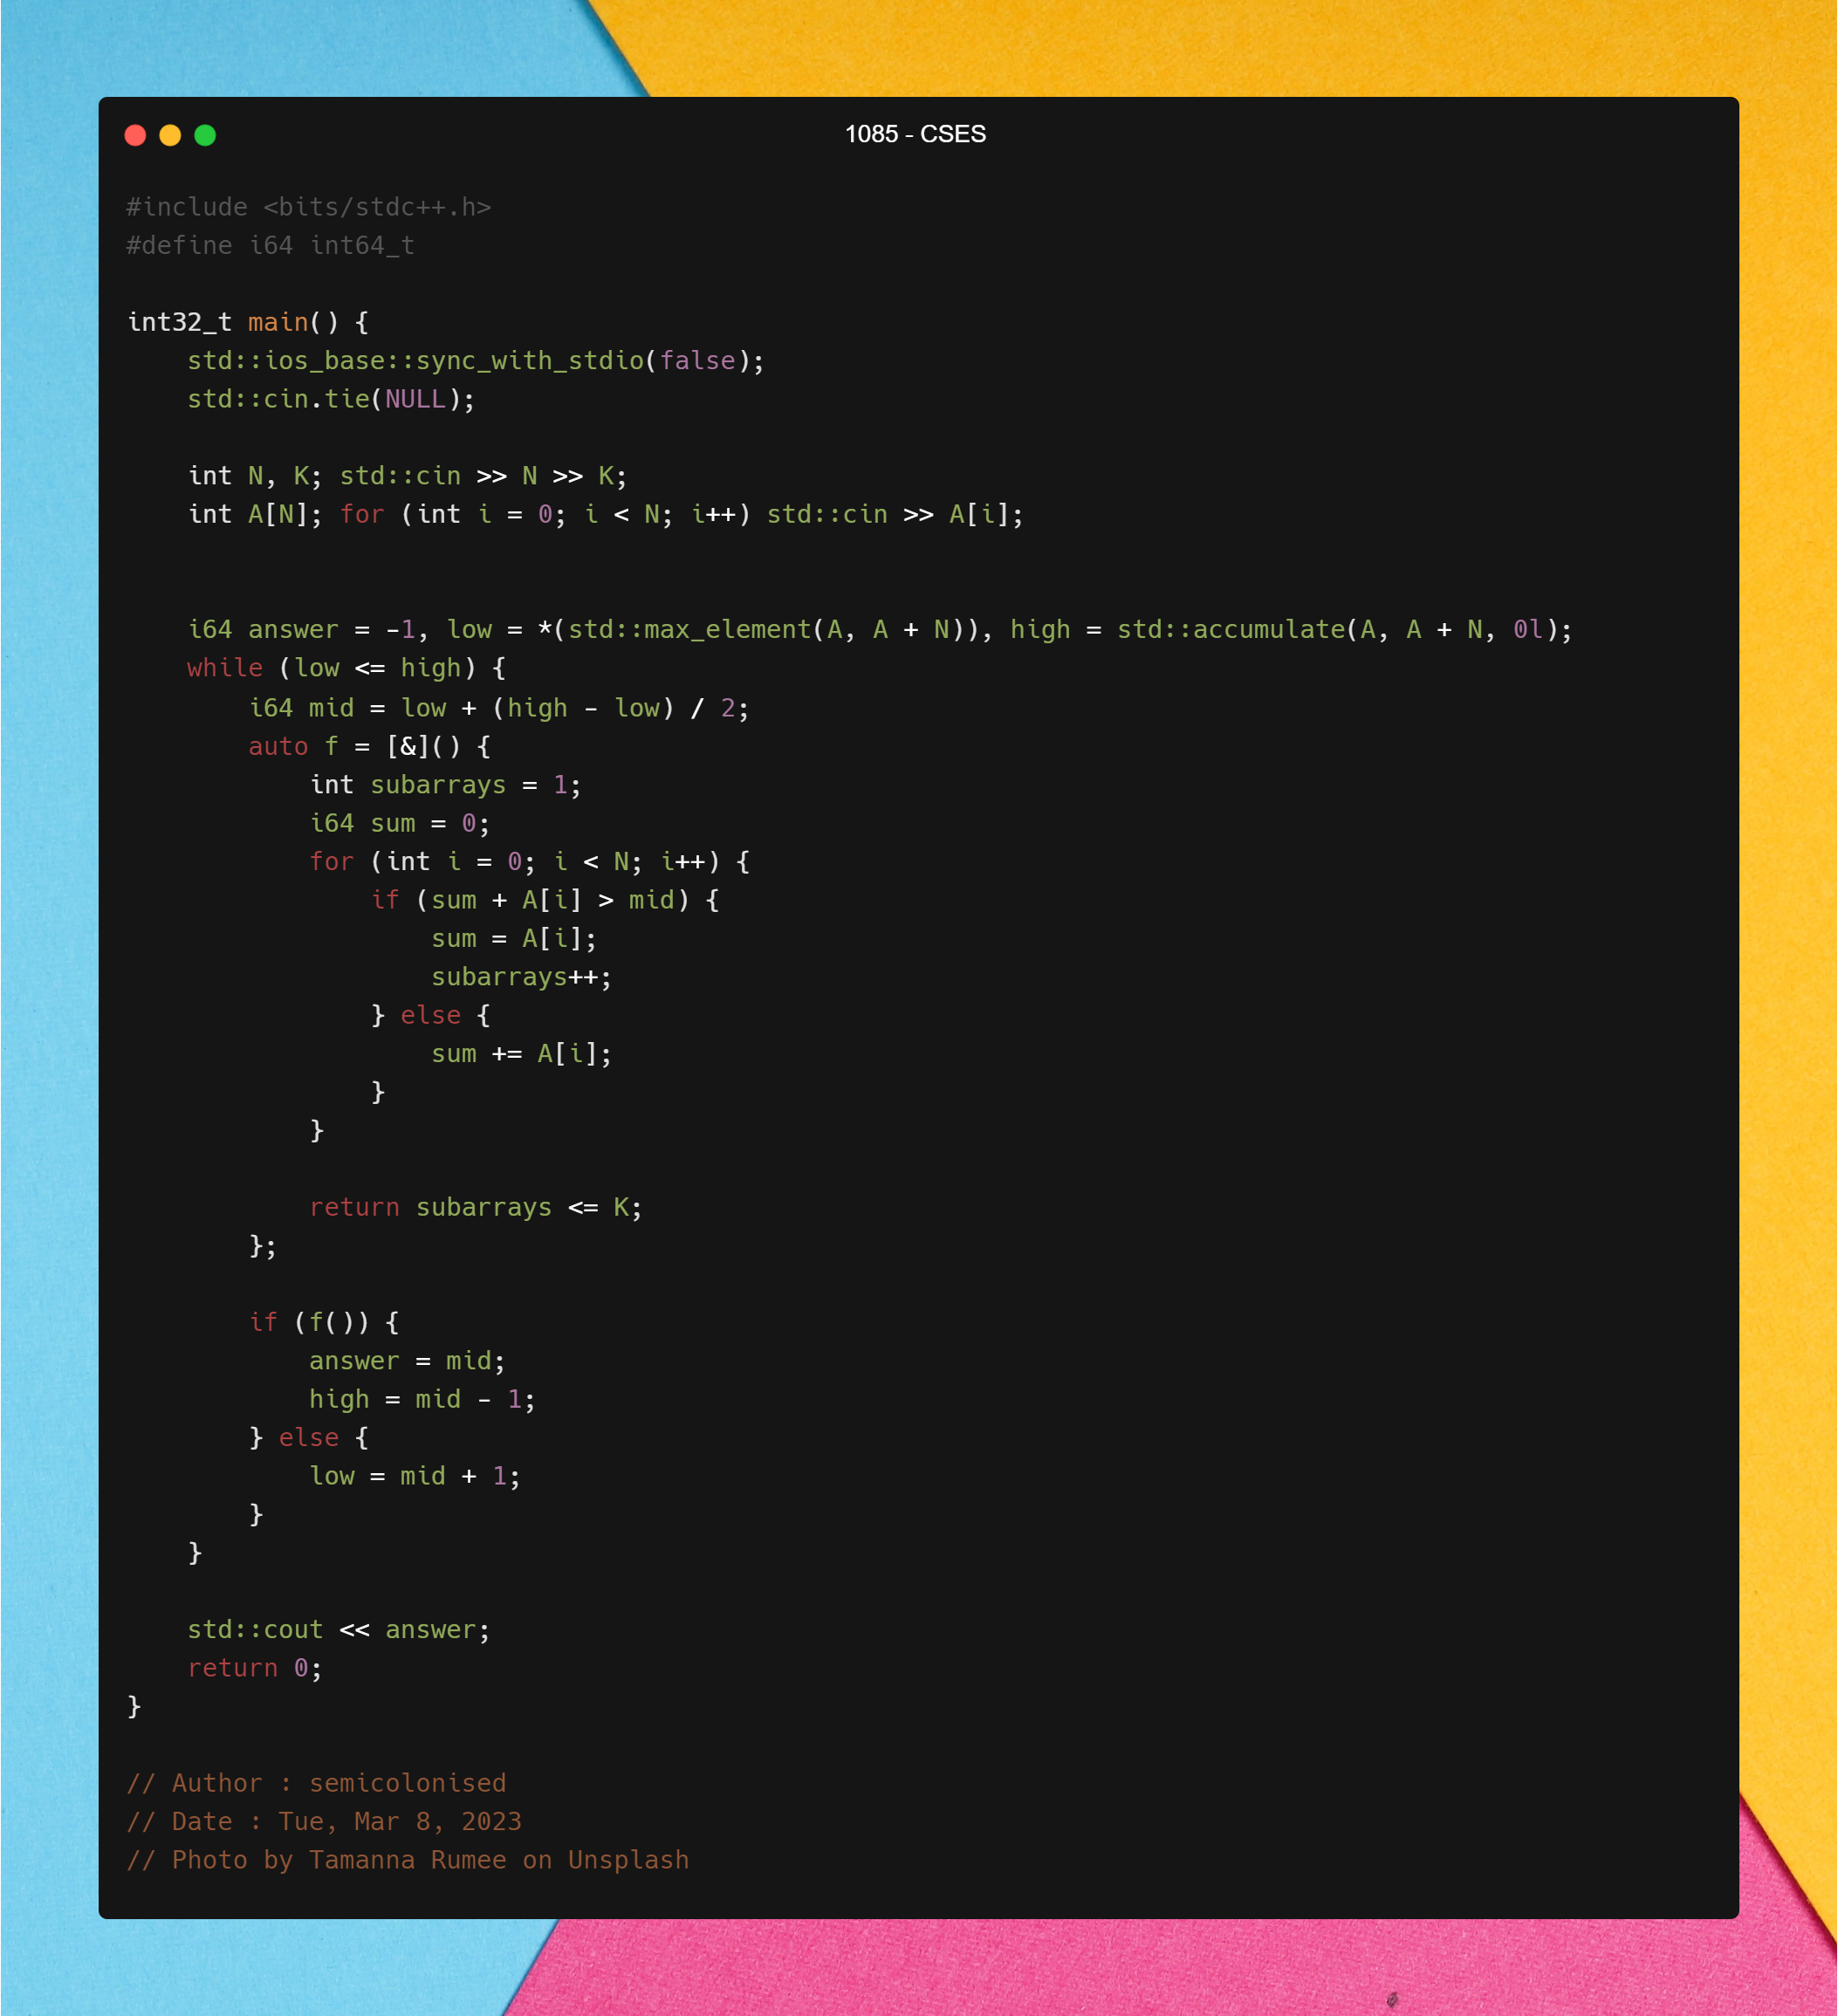 1085 - CSES
#include <bits/stdc++.h>
#define i64 int64_t
int32_t main() {
    std::ios_base::sync_with_stdio(false);
    std::cin.tie(NULL);
    int N, K; std::cin >> N >> K;
    int A[N]; for (int i = 0; i < N; i++) std::cin >> A[i];
    i64 answer = -1, low = *(std::max_element(A, A + N)), high = std::accumulate(A, A + N, 0l);
    while (low <= high) {
        i64 mid = low + (high - low) / 2;
        auto f = [&]() {
            int subarrays = 1;
            i64 sum = 0;
            for (int i = 0; i < N; i++) {
                if (sum + A[i] > mid) {
                    sum = A[i];
                    subarrays++;
                } else {
                    sum += A[i];
                }
            }
            return subarrays <= K;
        };
        if (f()) {
            answer = mid;
            high = mid - 1;
        } else {
            low = mid + 1;
        }
    }
    std::cout << answer;
    return 0;
}
// Author : semicolonised
// Date : Tue, Mar 8, 2023
// Photo by Tamanna Rumee on Unsplash